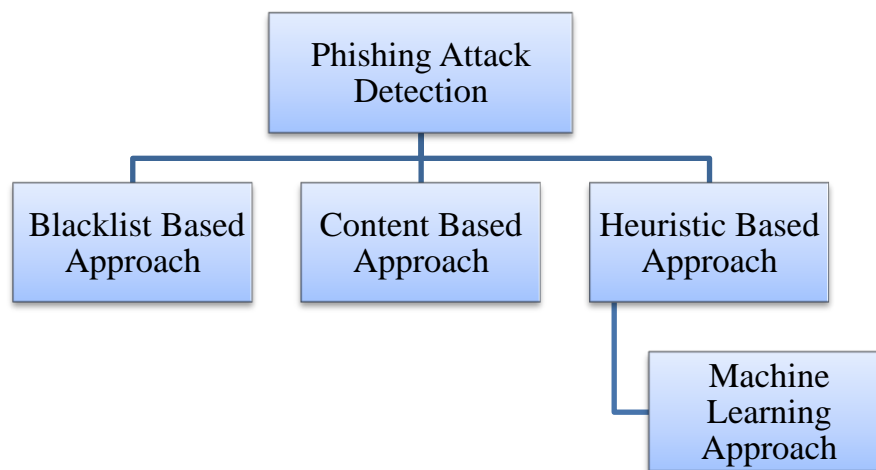 Phishing Attack
Detection
Blacklist Based
Approach
Content Based
Approach
Heuristic Based
Approach
Machine
Learning
Approach